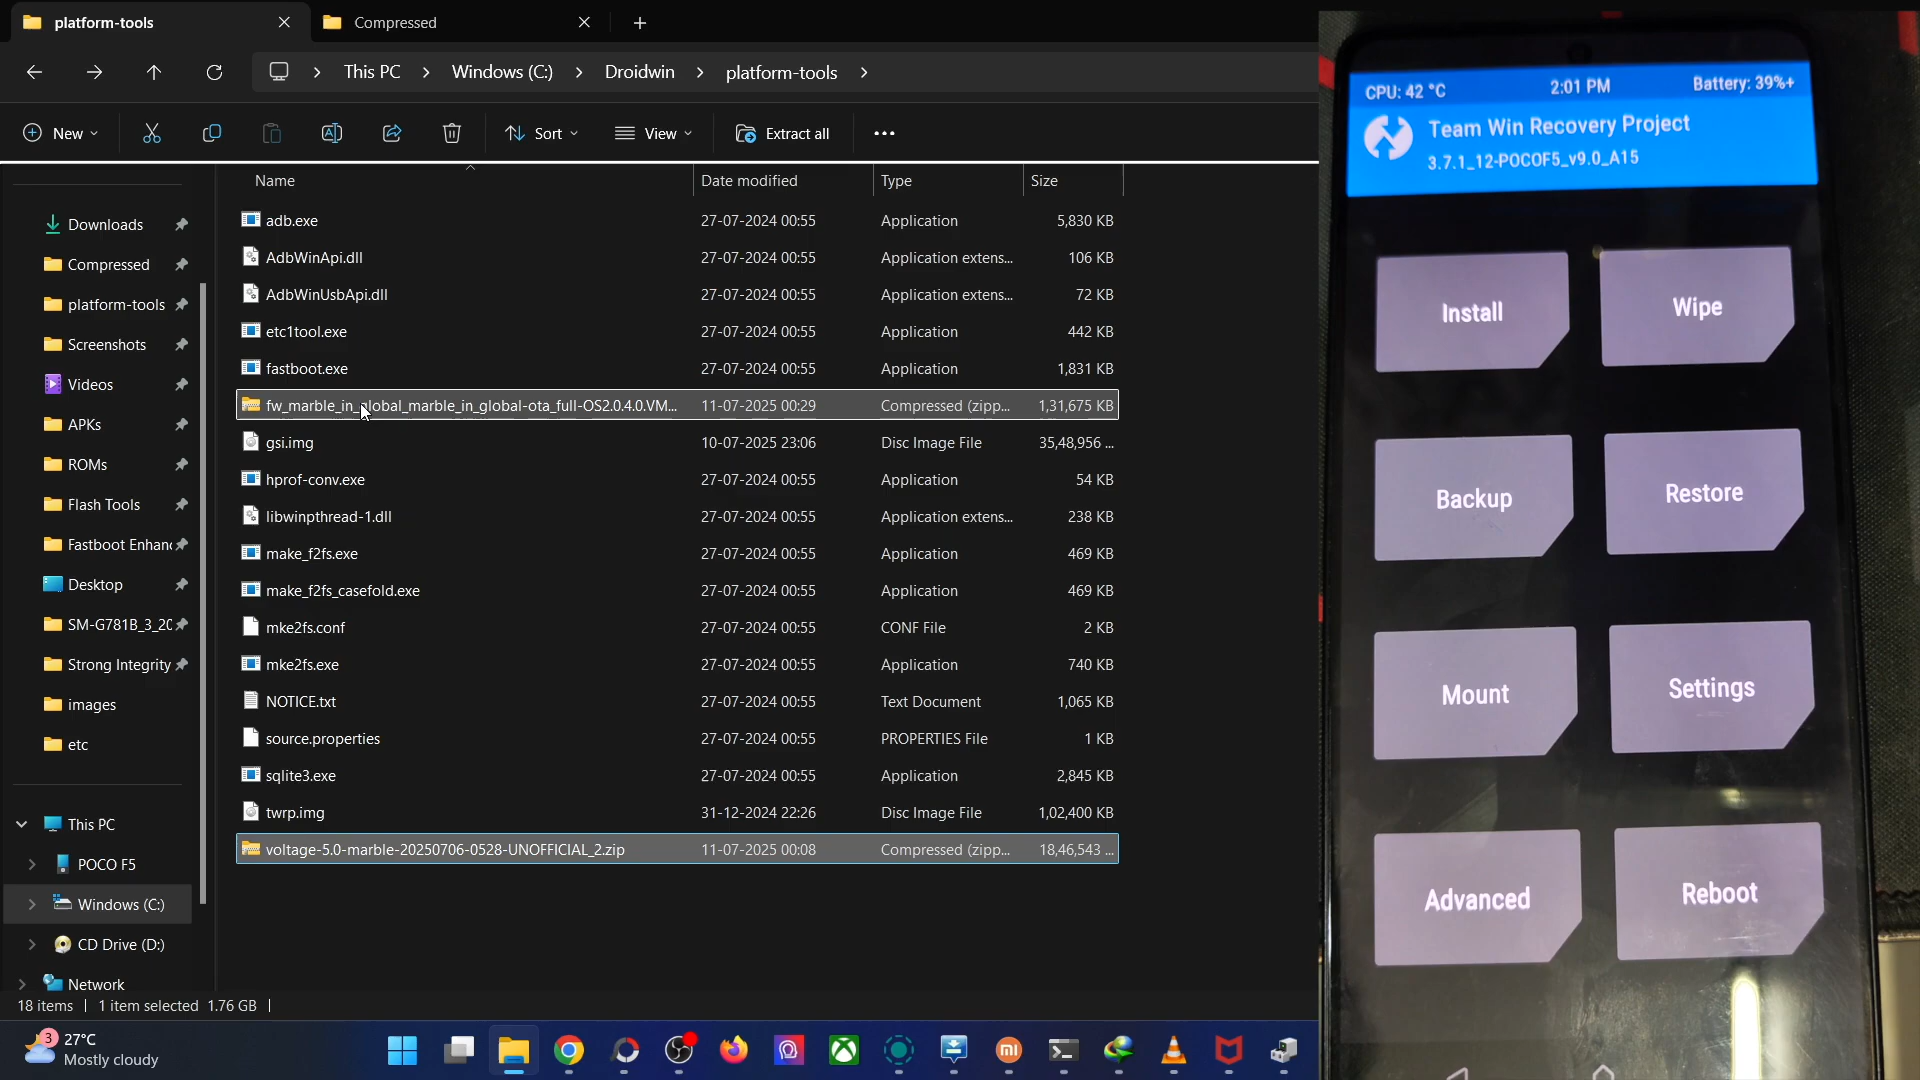 platform-tools
Compressed
This PC
Windows (C:)
Droidwin
platform-tools
New
Sort
View
Extract all
Name
Date modified
Type
Size
Downloads
Compressed
platform-tools
Screenshots
Videos
APKs
ROMs
Flash Tools
Fastboot Enhanc
Desktop
SM-G781B_3_20
Strong Integrity
images
etc
This PC
POCO F5
Windows (C:)
CD Drive (D:)
Network
adb.exe 27-07-2024 00:55 Application 5,830 KB
AdbWinApi.dll 27-07-2024 00:55 Application extens... 106 KB
AdbWinUsbApi.dll 27-07-2024 00:55 Application extens... 72 KB
etc1tool.exe 27-07-2024 00:55 Application 442 KB
fastboot.exe 27-07-2024 00:55 Application 1,831 KB
fw_marble_in_global_marble_in_global-ota_full-OS2.0.4.0.VM... 11-07-2025 00:29 Compressed (zipp... 1,31,675 KB
gsi.img 10-07-2025 23:06 Disc Image File 35,48,956 ...
hprof-conv.exe 27-07-2024 00:55 Application 54 KB
libwinpthread-1.dll 27-07-2024 00:55 Application extens... 238 KB
make_f2fs.exe 27-07-2024 00:55 Application 469 KB
make_f2fs_casefold.exe 27-07-2024 00:55 Application 469 KB
mke2fs.conf 27-07-2024 00:55 CONF File 2 KB
mke2fs.exe 27-07-2024 00:55 Application 740 KB
NOTICE.txt 27-07-2024 00:55 Text Document 1,065 KB
source.properties 27-07-2024 00:55 PROPERTIES File 1 KB
sqlite3.exe 27-07-2024 00:55 Application 2,845 KB
twrp.img 31-12-2024 22:26 Disc Image File 1,02,400 KB
voltage-5.0-marble-20250706-0528-UNOFFICIAL_2.zip 11-07-2025 00:08 Compressed (zipp... 18,46,543 ...
18 items
1 item selected 1.76 GB
3
27°C
Mostly cloudy
CPU: 42 °C
2:01 PM
Battery: 39%+
Team Win Recovery Project
3.7.1_12-POCOF5_v9.0_A15
Install
Wipe
Backup
Restore
Mount
Settings
Advanced
Reboot